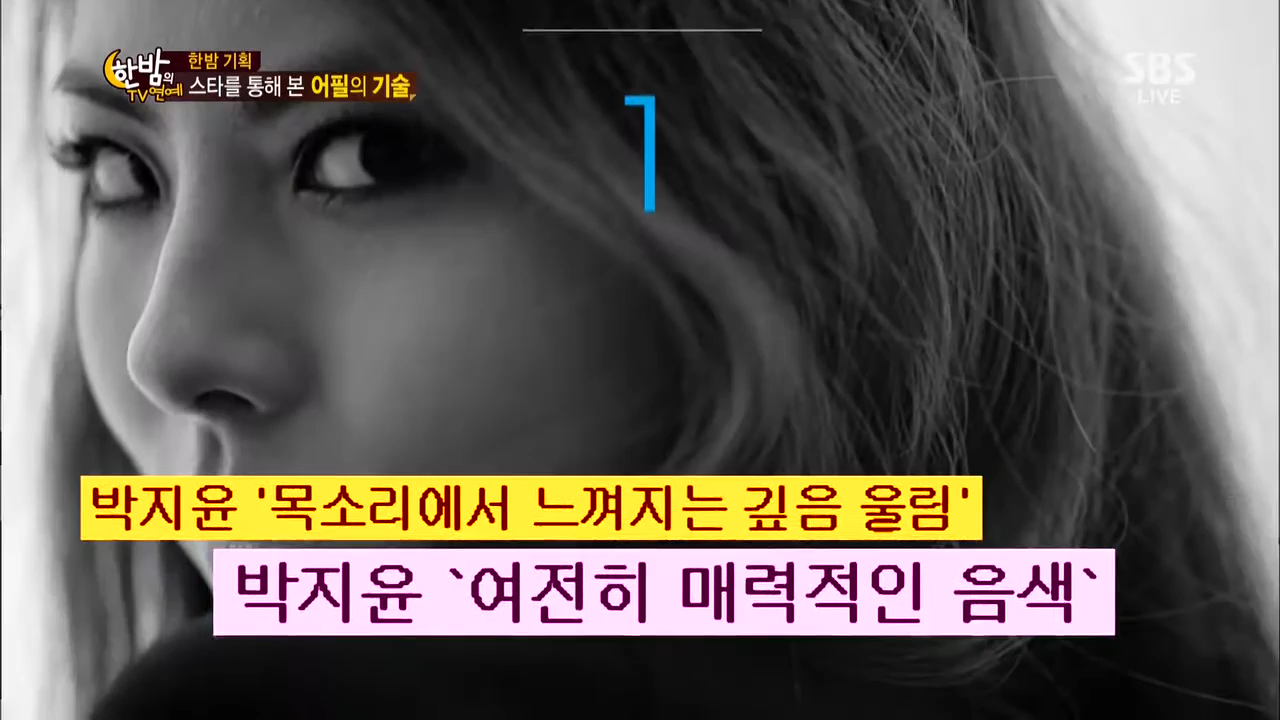 한밤의 TV연예
한밤 기획
스타를 통해 본 어필의 기술
SBS
LIVE
1
박지윤 '목소리에서 느껴지는 깊음 울림'
박지윤 `여전히 매력적인 음색`